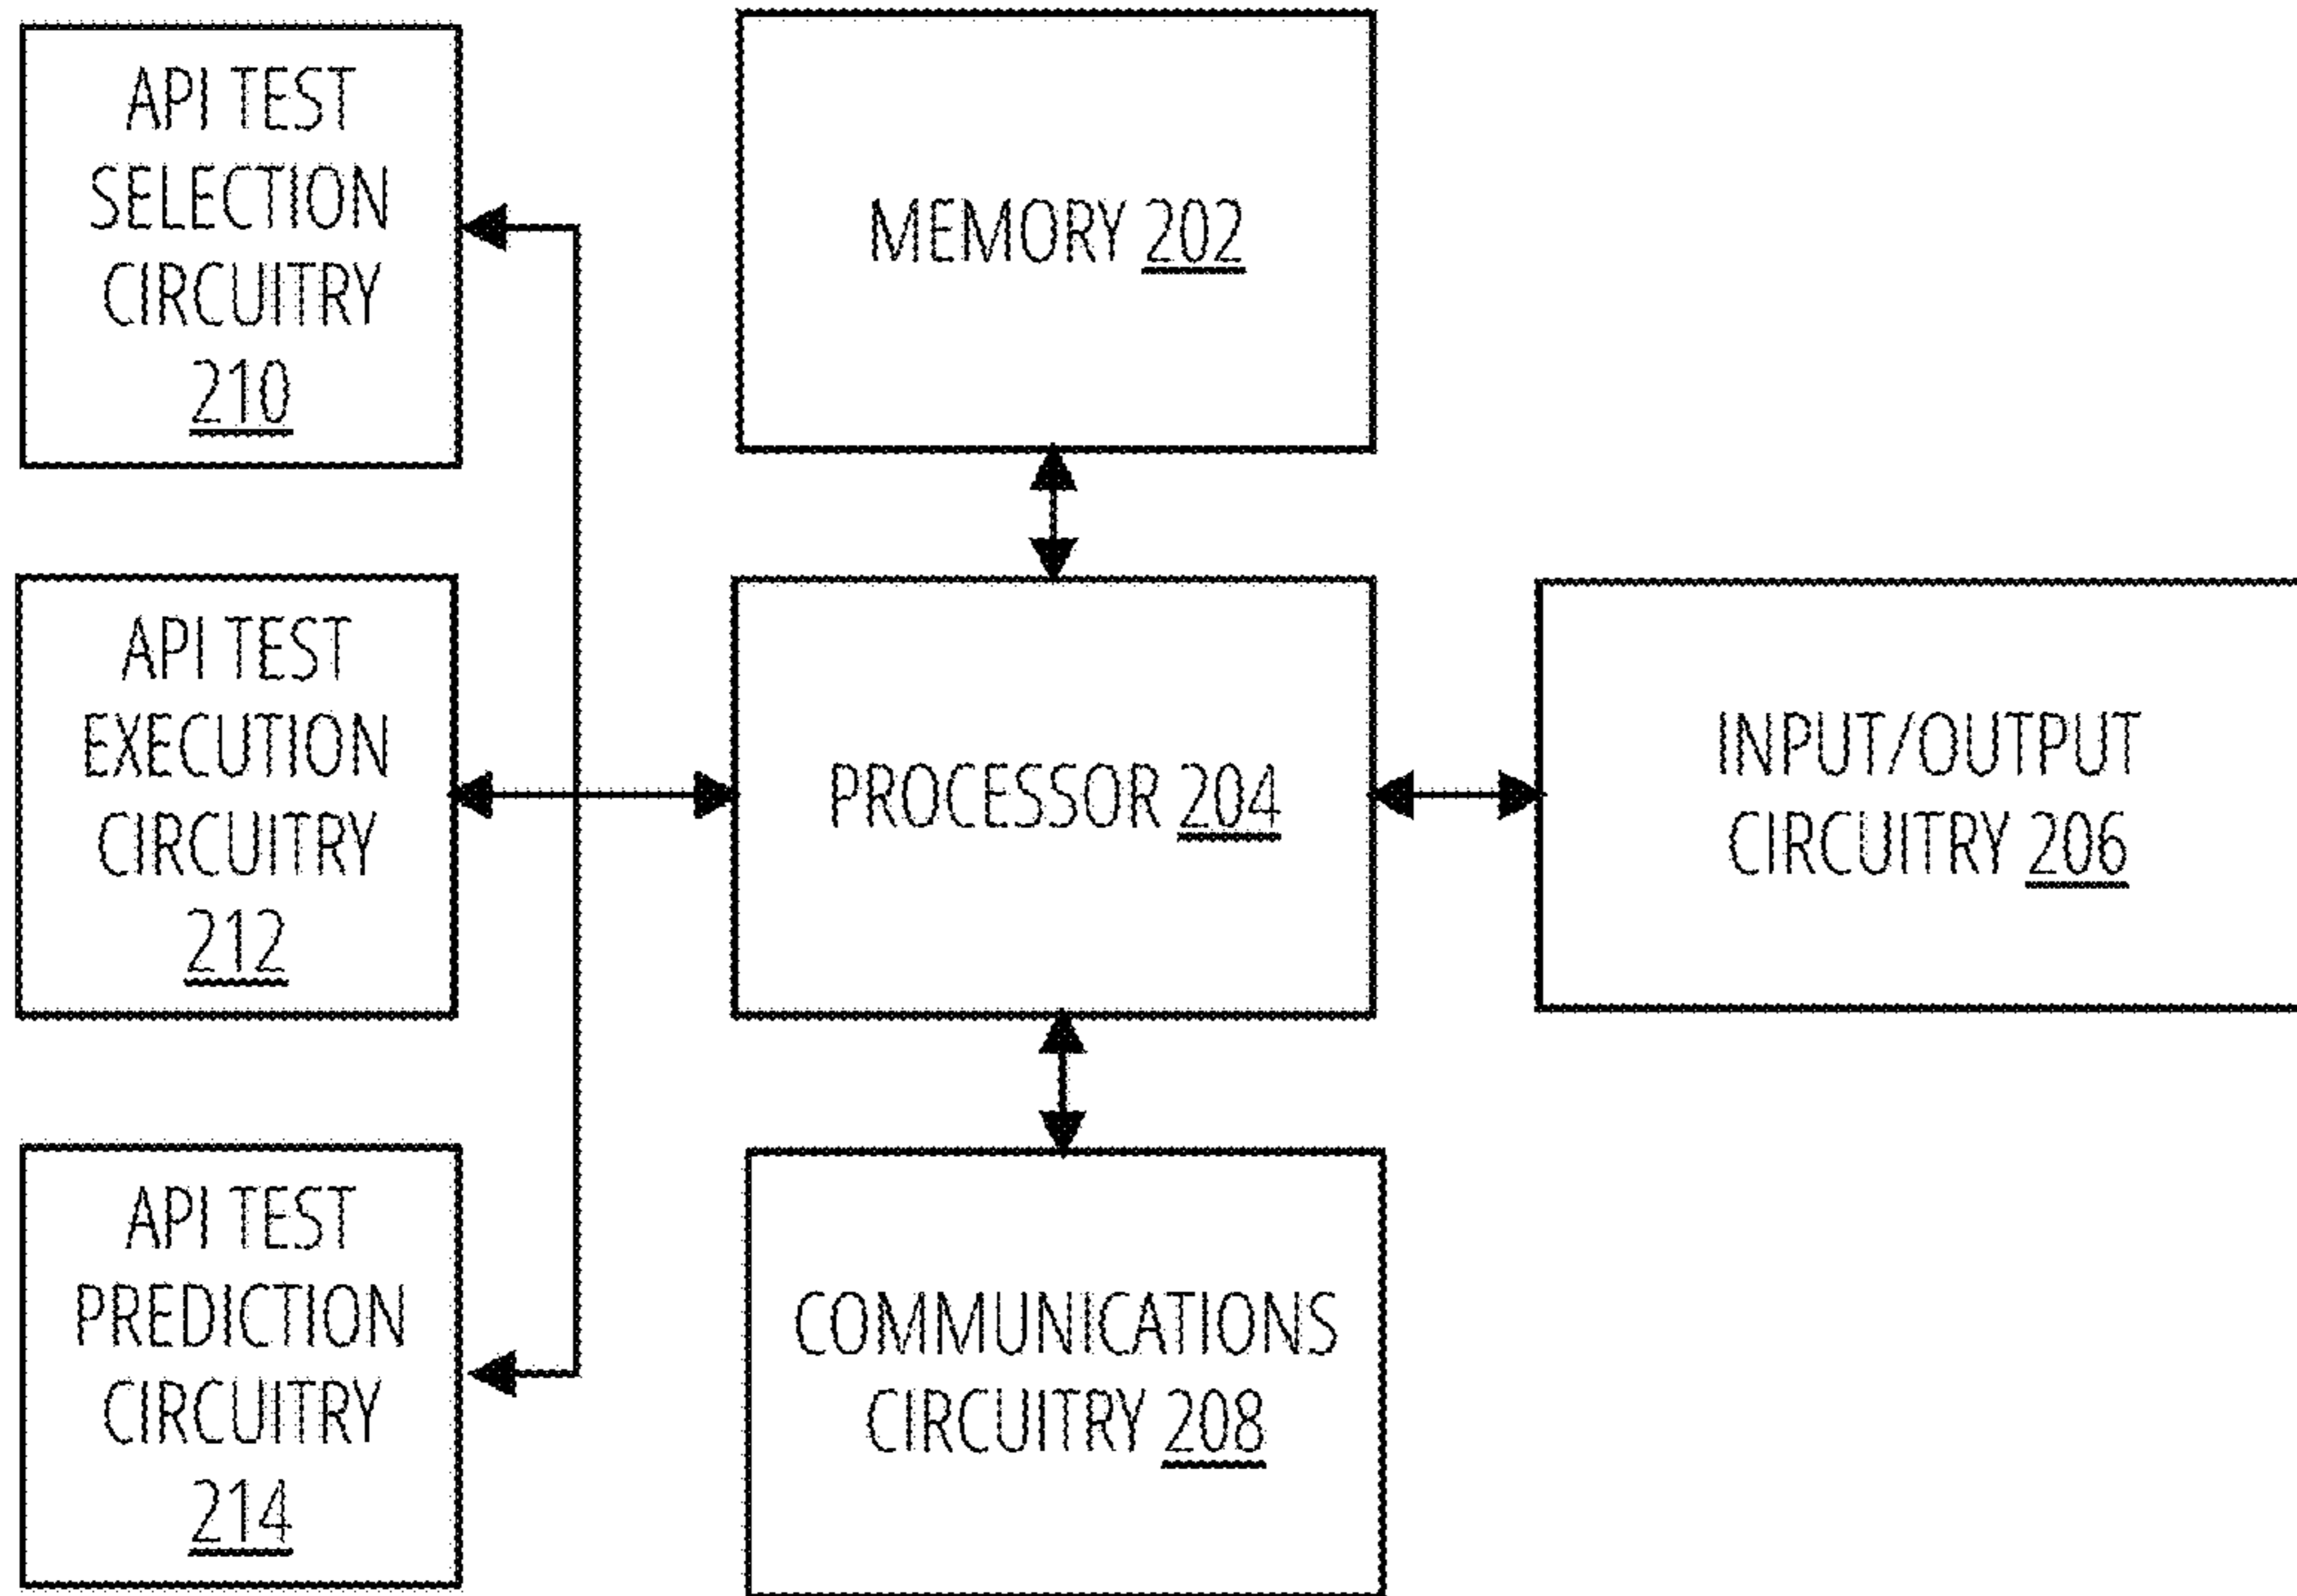 API TEST
SELECTION
CIRCUITRY
210
MEMORY 202
API TEST
EXECUTION
CIRCUITRY
212
PROCESSOR 204
INPUT/OUTPUT
CIRCUITRY 206
API TEST
PREDICTION
CIRCUITRY
214
COMMUNICATIONS
CIRCUITRY 208